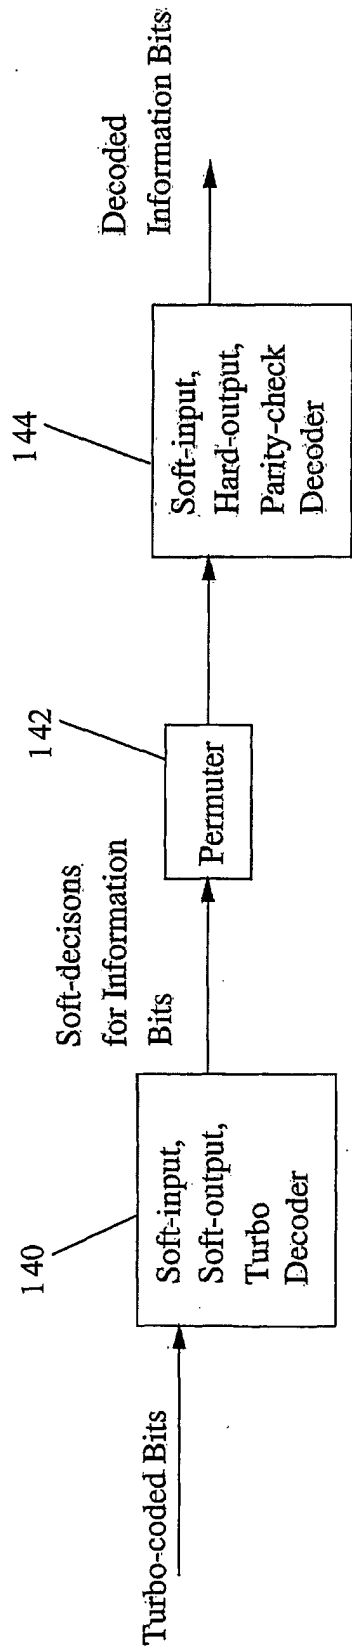 Turbo-coded Bits
140
Soft-input,
Soft-output,
Turbo
Decoder
Soft-decisons
for Information
Bits
142
Permuter
144
Soft-input,
Hard-output,
Parity-check
Decoder
Decoded
Information Bits